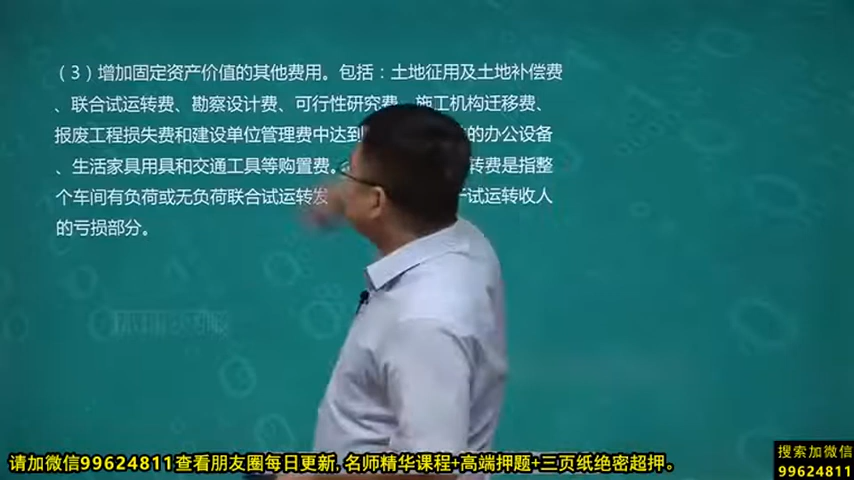 （3）增加固定资产价值的其他费用。包括：土地征用及土地补偿费
、联合试运转费、勘察设计费、可行性研究费、施工机构迁移费、
报废工程损失费和建设单位管理费中达到 的办公设备
、生活家具用具和交通工具等购置费。 转费是指整
个车间有负荷或无负荷联合试运转发 试运转收人
的亏损部分。
请加微信99624811查看朋友圈每日更新,名师精华课程+高端押题+三页纸绝密超押。
搜索加微信
99624811